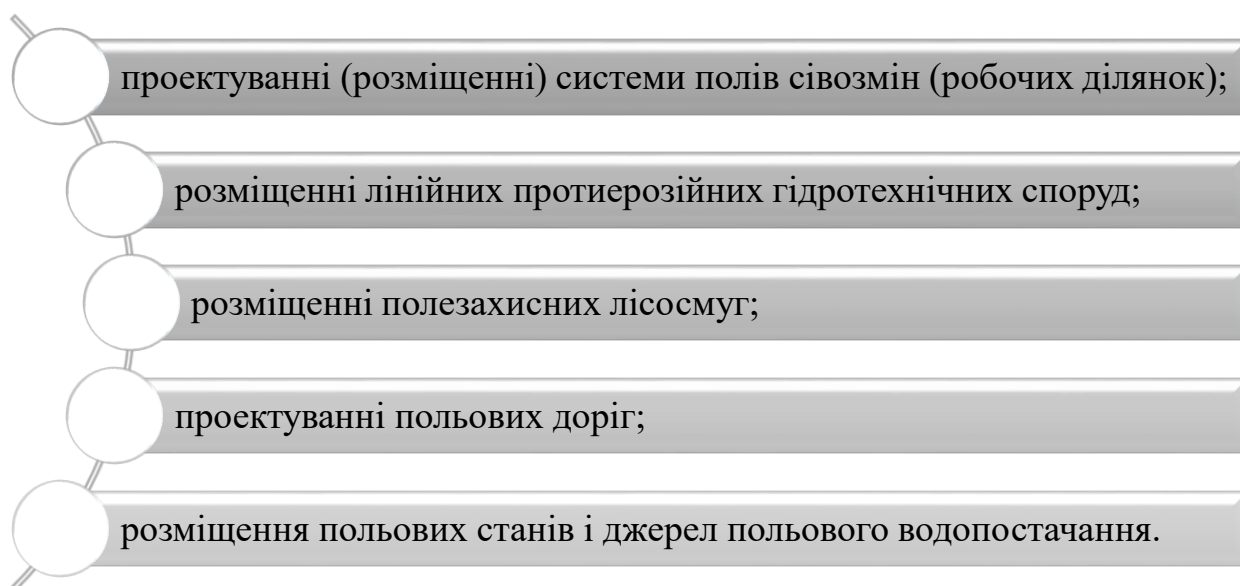 проектуванні (розміщенні) системи полів сівозмін (робочих ділянок);
розміщенні лінійних протиерозійних гідротехнічних споруд;
розміщенні полезахисних лісосмуг;
проектуванні польових доріг;
розміщення польових станів і джерел польового водопостачання.